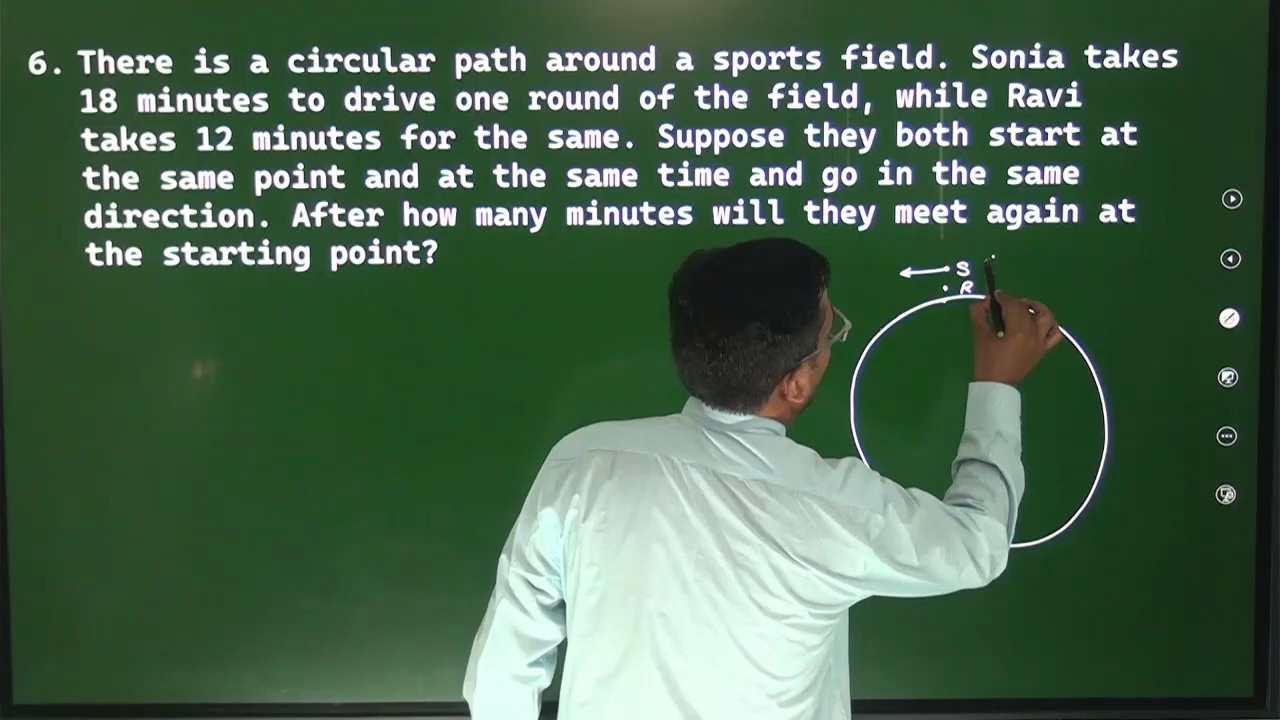 6. There is a circular path around a sports field. Sonia takes
18 minutes to drive one round of the field, while Ravi
takes 12 minutes for the same. Suppose they both start at
the same point and at the same time and go in the same
direction. After how many minutes will they meet again at
the starting point?
S
R